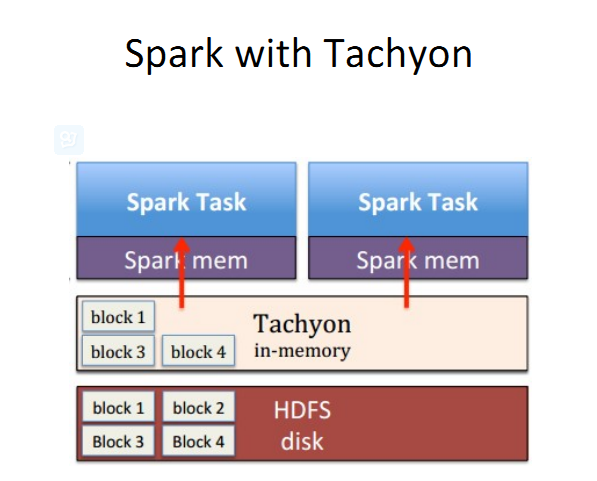 Spark with Tachyon
Spark Task
Spark Task
Spark mem
Spark mem
block 1
Tachyon
block 3
block 4
in-memory
block 1
block 2
HDFS
Block 3
Block 4
disk